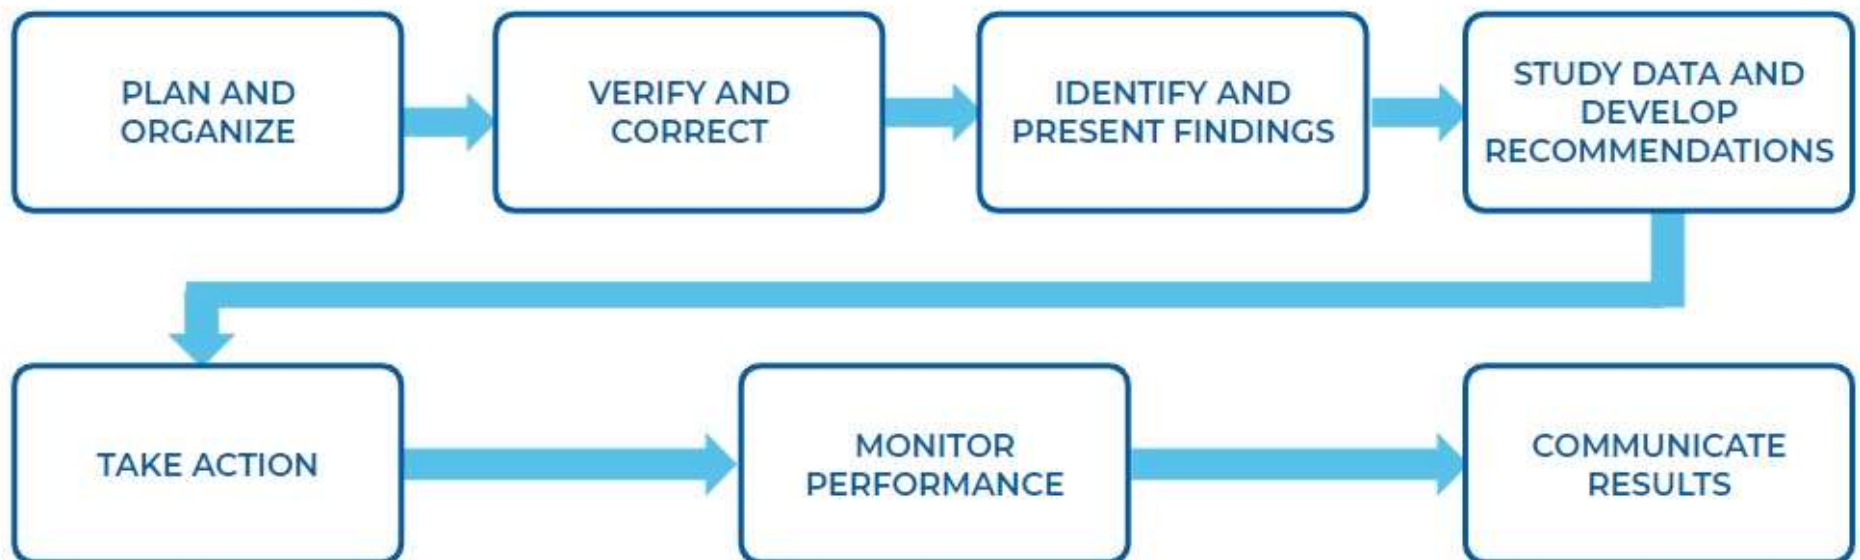 PLAN AND
ORGANIZE
VERIFY AND
CORRECT
IDENTIFY AND
PRESENT FINDINGS
STUDY DATA AND
DEVELOP
RECOMMENDATIONS
TAKE ACTION
MONITOR
PERFORMANCE
COMMUNICATE
RESULTS